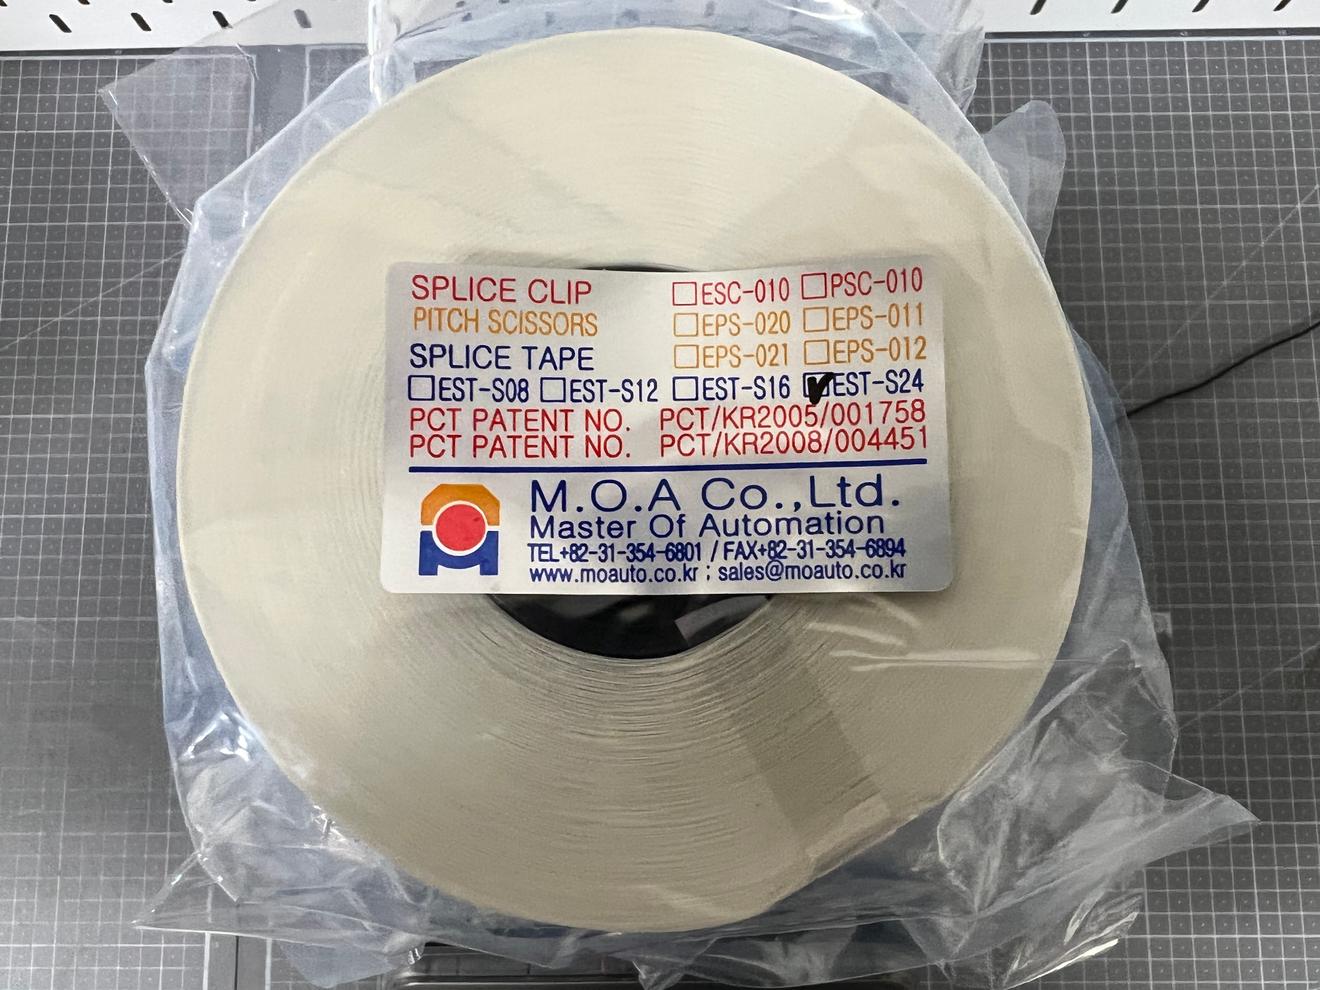 SPLICE CLIP □ESC-010 □PSC-010
PITCH SCISSORS □EPS-020 □EPS-011
SPLICE TAPE □EPS-021 □EPS-012
□EST-S08 □EST-S12 □EST-S16 ☑EST-S24
PCT PATENT NO. PCT/KR2005/001758
PCT PATENT NO. PCT/KR2008/004451
M.O.A Co.,Ltd.
Master Of Automation
TEL+82-31-354-6801 / FAX+82-31-354-6894
www.moauto.co.kr ; sales@moauto.co.kr